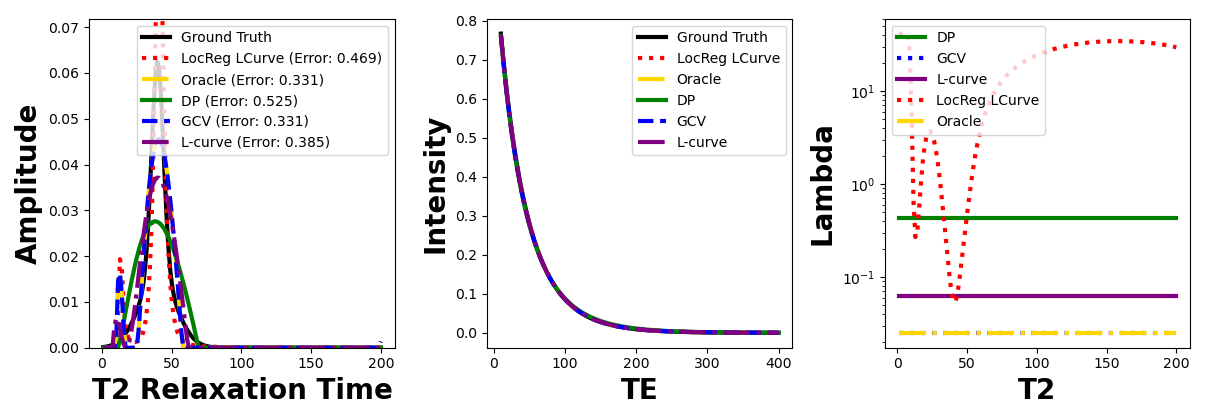 0.07
0.06
0.05
0.04
0.03
0.02
0.01
0.00
Amplitude
0
50
100
150
200
T2 Relaxation Time
Ground Truth
LocReg LCurve (Error: 0.469)
Oracle (Error: 0.331)
DP (Error: 0.525)
GCV (Error: 0.331)
L-curve (Error: 0.385)
0.8
0.7
0.6
0.5
0.4
0.3
0.2
0.1
0.0
Intensity
0
100
200
300
400
TE
Ground Truth
LocReg LCurve
Oracle
DP
GCV
L-curve
10¹
10⁰
10⁻¹
Lambda
0
50
100
150
200
T2
DP
GCV
L-curve
LocReg LCurve
Oracle